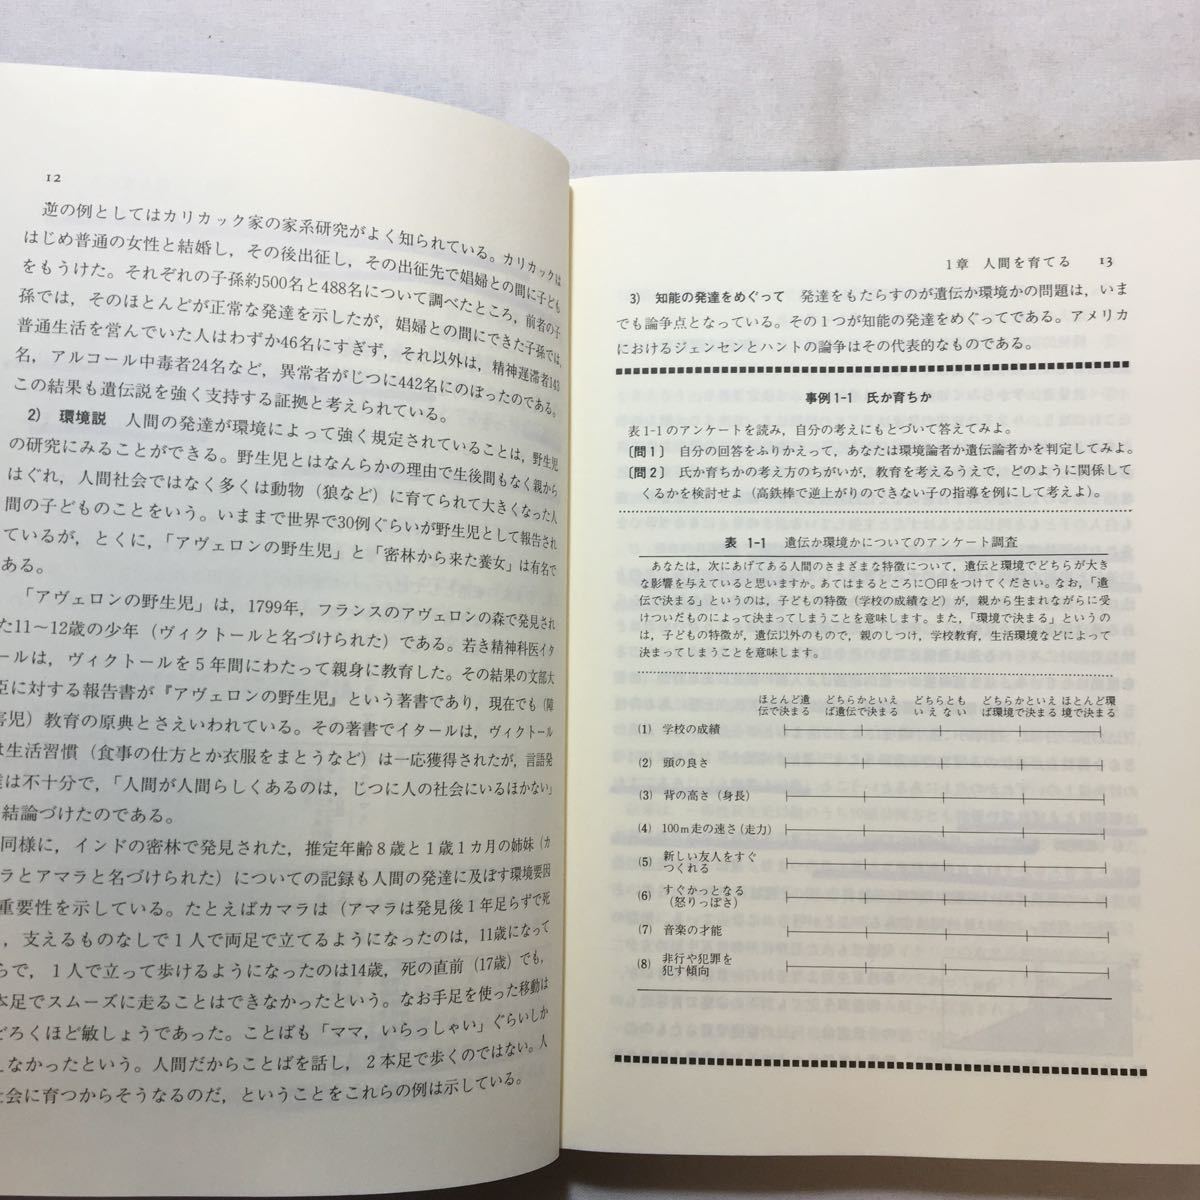 12
逆の例としてはカリカック家の家系研究がよく知られている。カリカックは
はじめ普通の女性と結婚し，その後出征し，その出征先で娼婦との間に子ども
をもうけた。それぞれの子孫約500名と488名について調べたところ，前者の子
孫では，そのほとんどが正常な発達を示したが，娼婦との間にできた子孫では，
普通生活を営んでいた人はわずか46名にすぎず，それ以外は，精神遅滞者143
名，アルコール中毒者24名など，異常者がじつに442名にのぼったのである。
この結果も遺伝説を強く支持する証拠と考えられている。
2) 環境説 人間の発達が環境によって強く規定されていることは，野生児
の研究にみることができる。野生児とはなんらかの理由で生後間もなく親から
はぐれ，人間社会ではなく多くは動物（狼など）に育てられて大きくなった人
間の子どものことをいう。いままで世界で30例ぐらいが野生児として報告され
ているが，とくに，「アヴェロンの野生児」と「密林から来た養女」は有名で
ある。
「アヴェロンの野生児」は，1799年，フランスのアヴェロンの森で発見され
た11〜12歳の少年（ヴィクトールと名づけられた）である。若き精神科医イタ
ールは，ヴィクトールを5年間にわたって親身に教育した。その結果の文部大
臣に対する報告書が『アヴェロンの野生児』という著書であり，現在でも（障
害児）教育の原典とさえいわれている。その著書でイタールは，ヴィクトール
は生活習慣（食事の仕方とか衣服をまとうなど）は一応獲得されたが，言語発
達は不十分で，「人間が人間らしくあるのは，じつに人の社会にいるほかない」
結論づけたのである。
同様に，インドの密林で発見された，推定年齢8歳と1歳1カ月の姉妹（カ
ラとアマラと名づけられた）についての記録も人間の発達に及ぼす環境要因
重要性を示している。たとえばカマラは（アマラは発見後1年足らずで死
，支えるものなしで1人で両足で立てるようになったのは，11歳になって
らで，1人で立って歩けるようになったのは14歳，死の直前（17歳）でも，
本足でスムーズに走ることはできなかったという。なお手足を使った移動は
どろくほど敏しょうであった。ことばも「ママ，いらっしゃい」ぐらいしか
えなかったという。人間だからことばを話し，2本足で歩くのではない。人
社会に育つからそうなるのだ，ということをこれらの例は示している。
1章 人間を育てる 13
3) 知能の発達をめぐって 発達をもたらすのが遺伝か環境かの問題は，いま
でも論争点となっている。その1つが知能の発達をめぐってである。アメリカ
におけるジェンセンとハントの論争はその代表的なものである。
事例1-1 氏か育ちか
表1-1のアンケートを読み，自分の考えにもとづいて答えてみよ。
〔問1〕 自分の回答をふりかえって，あなたは環境論者か遺伝論者かを判定してみよ。
〔問2〕 氏か育ちかの考え方のちがいが，教育を考えるうえで，どのように関係して
くるかを検討せよ（高鉄棒で逆上がりのできない子の指導を例にして考えよ）。
表 1-1 遺伝か環境かについてのアンケート調査
あなたは，次にあげてある人間のさまざまな特徴について，遺伝と環境でどちらが大き
な影響を与えていると思いますか。あてはまるところに〇印をつけてください。なお，「遺
伝で決まる」というのは，子どもの特徴（学校の成績など）が，親から生まれながらに受
けついだものによって決まってしまうことを意味します。また，「環境で決まる」というの
は，子どもの特徴が，遺伝以外のもので，親のしつけ，学校教育，生活環境などによって
決まってしまうことを意味します。
ほとんど遺 どちらかといえ どちらとも どちらかといえ ほとんど環
伝で決まる ば遺伝で決まる いえない ば環境で決まる 境で決まる
(1) 学校の成績
(2) 頭の良さ
(3) 背の高さ（身長）
(4) 100m走の速さ（走力）
(5) 新しい友人をすぐ
つくれる
(6) すぐかっとなる
（怒りっぽさ）
(7) 音楽の才能
(8) 非行や犯罪を
犯す傾向